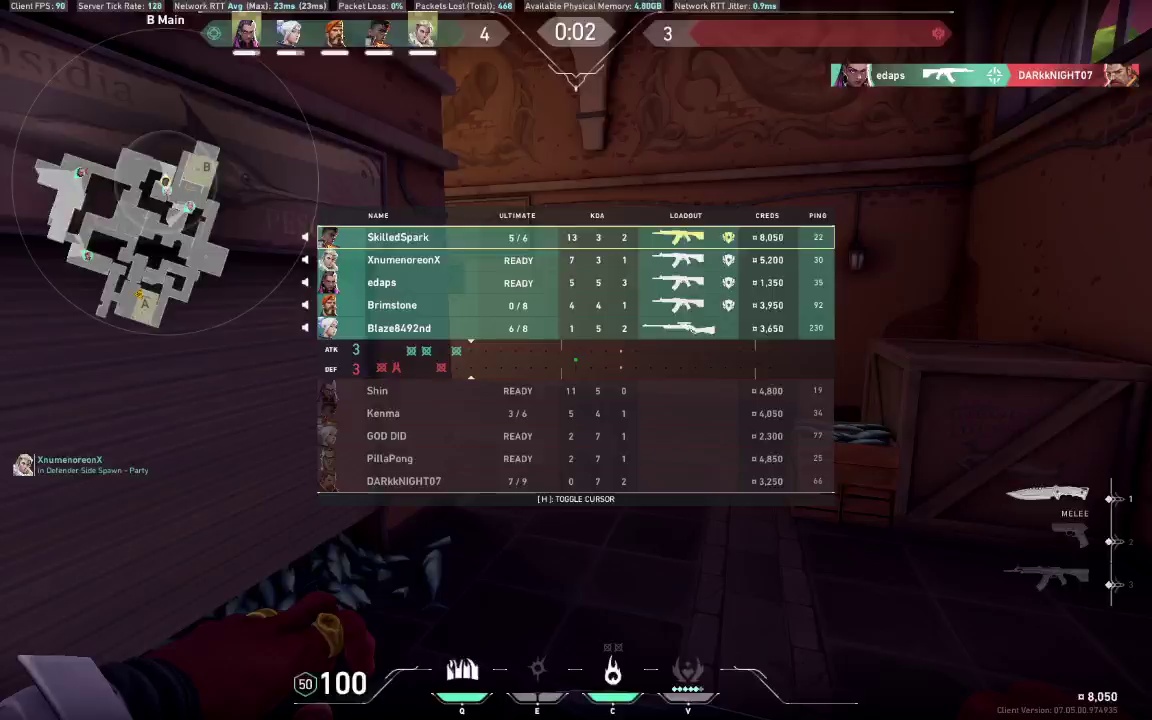 Client FPS: 90 Server Tick Rate: 128 Network RTT Avg (Max): 23ms (23ms) Packet Loss: 0% Packets Lost (Total): 468 Available Physical Memory: 4.80GB Network RTT Jitter: 0.9ms
B Main
4 0:02 3
edaps DARkkNIGHT07
B
A
NAME ULTIMATE KDA LOADOUT CREDS PING
SkilledSpark 5 / 6 13 3 2 ¤ 8,050 22
XnumenoreonX READY 7 3 1 ¤ 5,200 30
edaps READY 5 5 3 ¤ 1,350 35
Brimstone 0 / 8 4 4 1 ¤ 3,950 92
Blaze8492nd 6 / 8 1 5 2 ¤ 3,650 230
ATK 3
DEF 3
Shin READY 11 5 0 ¤ 4,800 19
Kenma 3 / 6 5 4 1 ¤ 4,050 34
GOD DID READY 2 7 1 ¤ 2,300 77
PillaPong READY 2 7 1 ¤ 4,850 25
DARkkNIGHT07 7 / 9 0 7 2 ¤ 3,250 66
[ H ]: TOGGLE CURSOR
XnumenoreonX
in Defender Side Spawn - Party
1
MELEE
2
3
50 100
Q E C V
¤ 8,050
Client Version: 07.05.00.974935